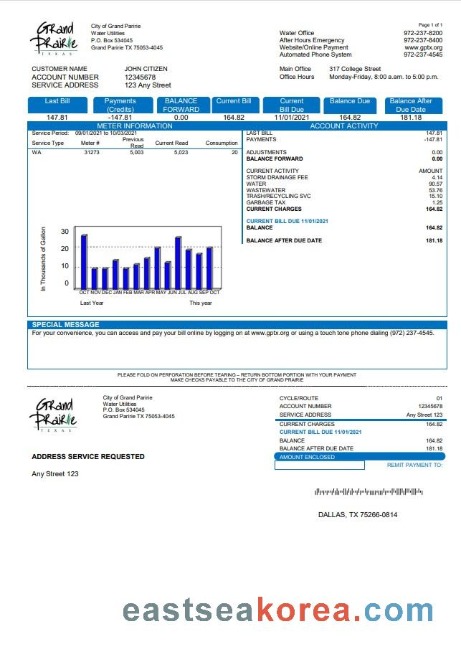 Grand Prairie TEXAS
City of Grand Pairrie
Water Utilities
P.O. Box 534045
Grand Pairrie TX 75053-4045
Page 1 of 1
Water Office 972-237-8200
After Hours Emergency 972-237-8400
Website/Online Payment www.gptx.org
Automated Phone System 972-237-4545
CUSTOMER NAME JOHN CITIZEN
ACCOUNT NUMBER 12345678
SERVICE ADDRESS 123 Any Street
Main Office 317 College Street
Office Hours Monday-Friday, 8:00 a.am. to 5:00 p.m.
Last Bill Payments (Credits) BALANCE FORWARD Current Bill Current Bill Due Balance Due Balance After Due Date
147.81 -147.81 0.00 164.82 11/01/2021 164.82 181.18
METER INFORMATION
Service Period: 09/01/2021 to 10/03/2021
Service Type Meter # Previous Read Current Read Consumption
WA 31273 5,003 5,023 20
ACCOUNT ACTIVITY
LAST BILL 147.81
PAYMENTS -147.81
ADJUSTMENTS 0.00
BALANCE FORWARD 0.00
CURRENT ACTIVITY AMOUNT
STORM DRAINAGE FEE 4.14
WATER 90.57
WASTEWATER 53.76
TRASH/RECYCLING SVC 15.10
GARBAGE TAX 1.25
CURRENT CHARGES 164.82
CURRENT BILL DUE 11/01/2021
BALANCE 164.82
BALANCE AFTER DUE DATE 181.18
In Thousands of Gallon
30
20
10
0
OCT NOV DEC JAN FEB MAR APR MAY JUN JUL AUG SEP OCT
Last Year This year
SPECIAL MESSAGE
For your convenience, you can access and pay your bill online by logging on at www.gptx.org or using a touch tone phone dialing (972) 237-4545.
PLEASE FOLD ON PERFORATION BEFORE TEARING – RETURN BOTTOM PORTION WITH YOUR PAYMENT
MAKE CHECKS PAYABLE TO THE CITY OF GRAND PRAIRIE
Grand Prairie TEXAS
City of Grand Pairrie
Water Utilities
P.O. Box 534045
Grand Pairrie TX 75053-4045
CYCLE/ROUTE 01
ACCOUNT NUMBER 12345678
SERVICE ADDRESS Any Street 123
CURRENT CHARGES 164.82
CURRENT BILL DUE 11/01/2021
BALANCE 164.82
BALANCE AFTER DUE DATE 181.18
AMOUNT ENCLOSED
REMIT PAYMENT TO:
ADDRESS SERVICE REQUESTED
Any Street 123
DALLAS, TX 75266-0814
eastseakorea.com